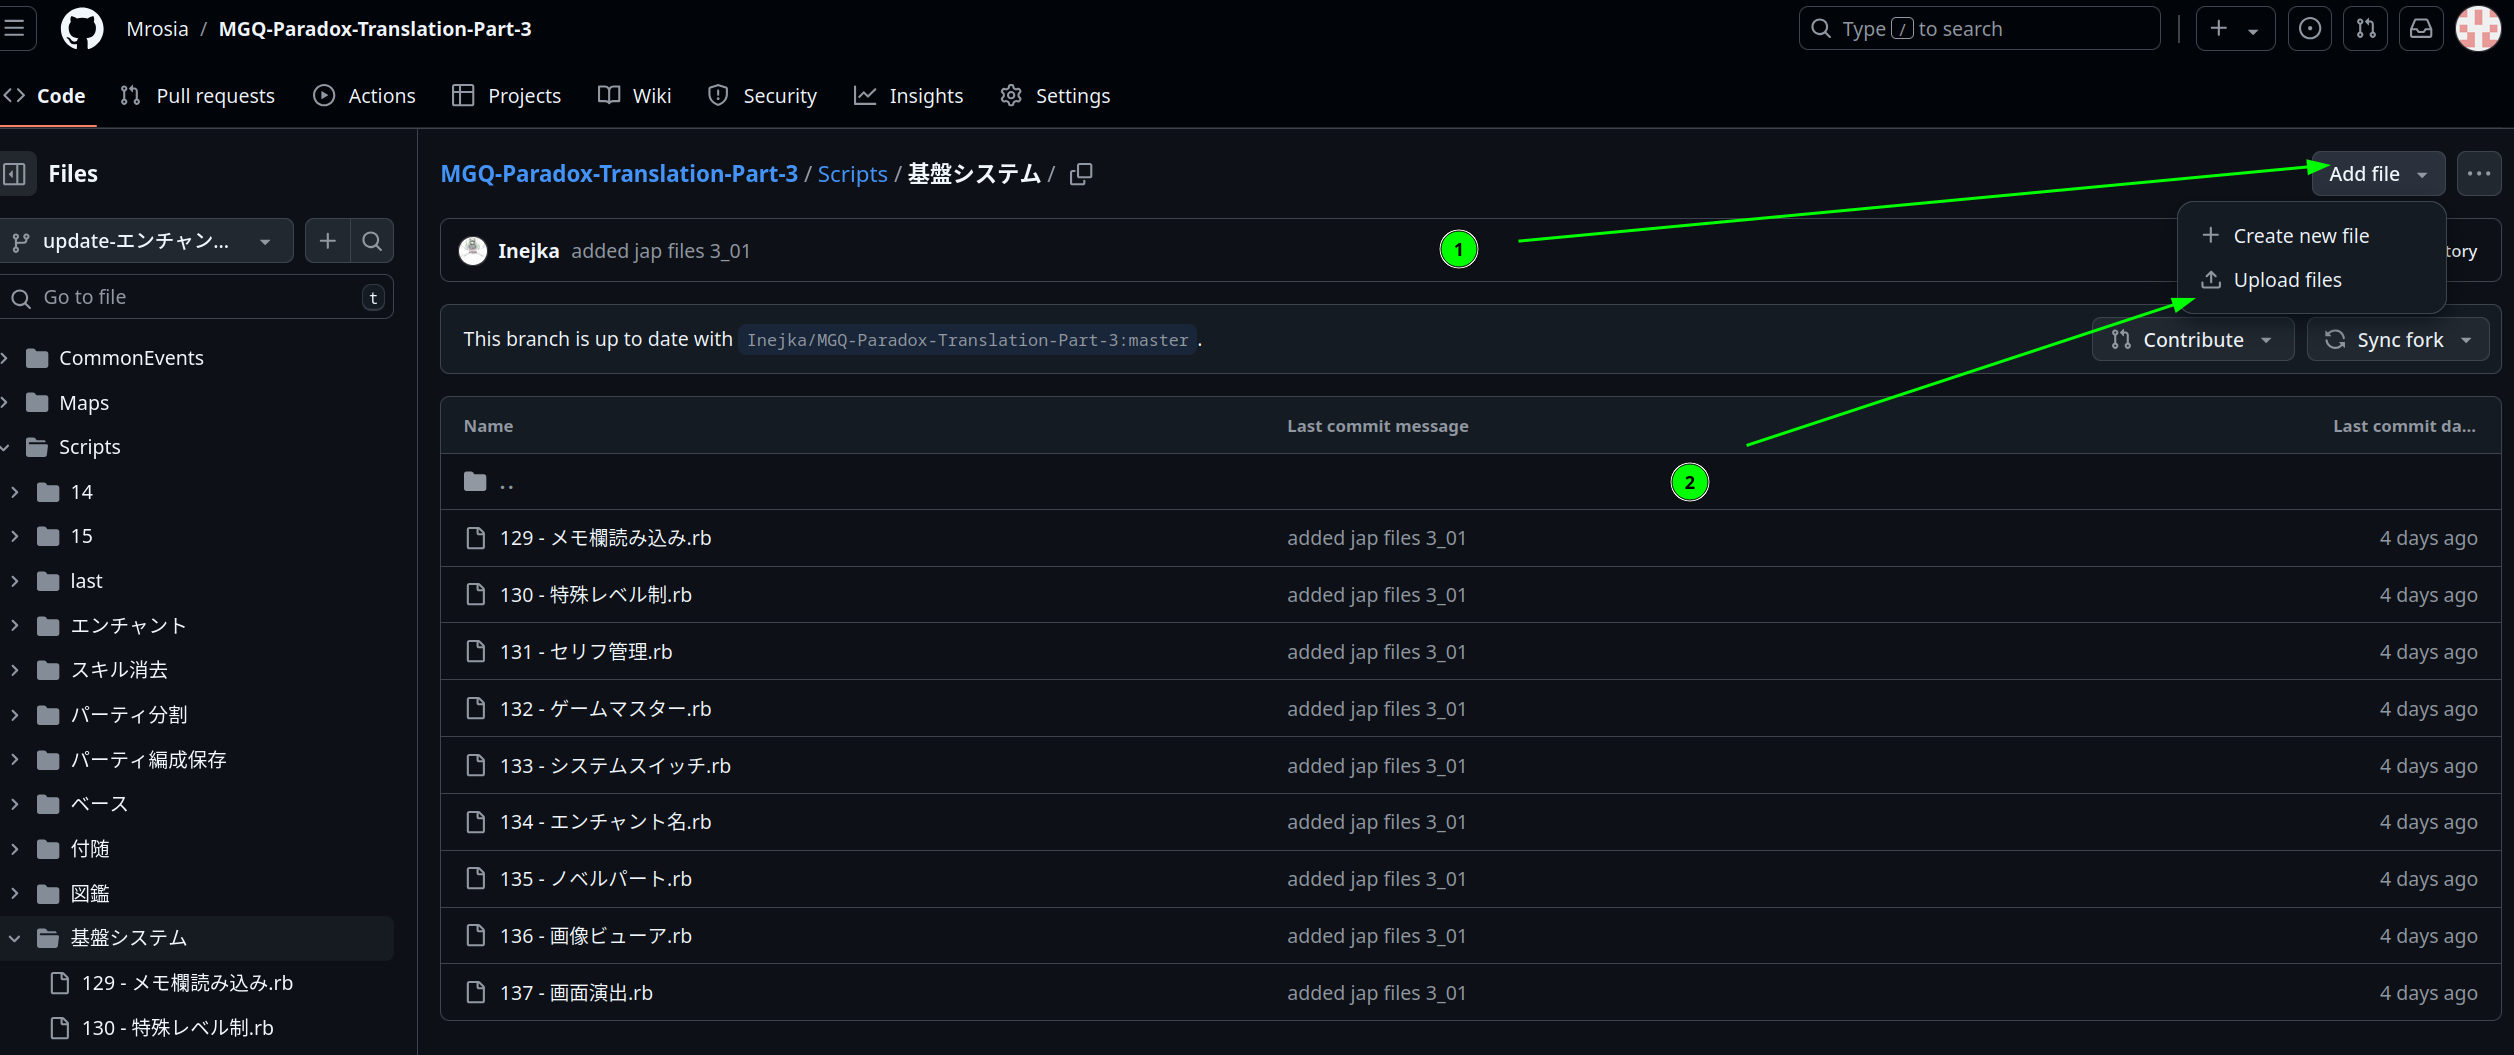 Mrosia / MGQ-Paradox-Translation-Part-3
Type / to search
Code
Pull requests
Actions
Projects
Wiki
Security
Insights
Settings
Files
update-エンチャン...
Go to file
t
CommonEvents
Maps
Scripts
14
15
last
エンチャント
スキル消去
パーティ分割
パーティ編成保存
ベース
付随
図鑑
基盤システム
129 - メモ欄読み込み.rb
130 - 特殊レベル制.rb
MGQ-Paradox-Translation-Part-3 / Scripts / 基盤システム /
Add file
Create new file
Upload files
Inejka added jap files 3_01
1
tory
This branch is up to date with Inejka/MGQ-Paradox-Translation-Part-3:master .
Contribute
Sync fork
Name Last commit message Last commit da...
..
2
129 - メモ欄読み込み.rb added jap files 3_01 4 days ago
130 - 特殊レベル制.rb added jap files 3_01 4 days ago
131 - セリフ管理.rb added jap files 3_01 4 days ago
132 - ゲームマスター.rb added jap files 3_01 4 days ago
133 - システムスイッチ.rb added jap files 3_01 4 days ago
134 - エンチャント名.rb added jap files 3_01 4 days ago
135 - ノベルパート.rb added jap files 3_01 4 days ago
136 - 画像ビューア.rb added jap files 3_01 4 days ago
137 - 画面演出.rb added jap files 3_01 4 days ago